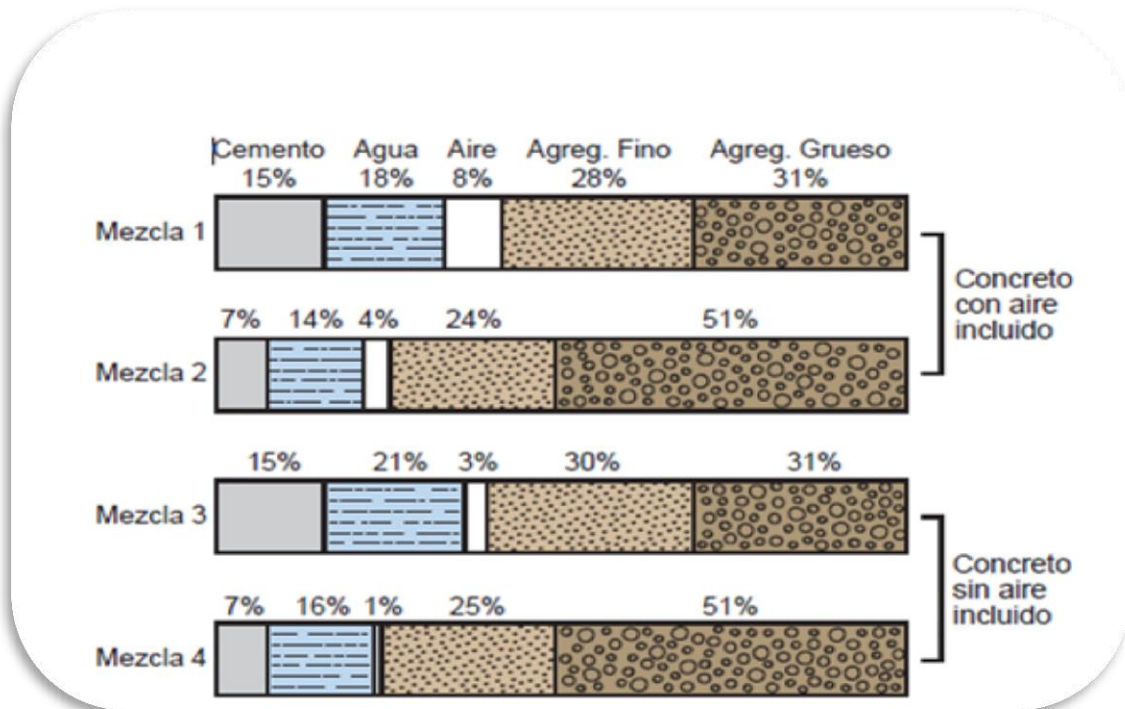 Cemento Agua Aire Agreg. Fino Agreg. Grueso
15% 18% 8% 28% 31%
Mezcla 1
7% 14% 4% 24% 51%
Mezcla 2
Concreto
con aire
incluido
15% 21% 3% 30% 31%
Mezcla 3
7% 16% 1% 25% 51%
Mezcla 4
Concreto
sin aire
incluido